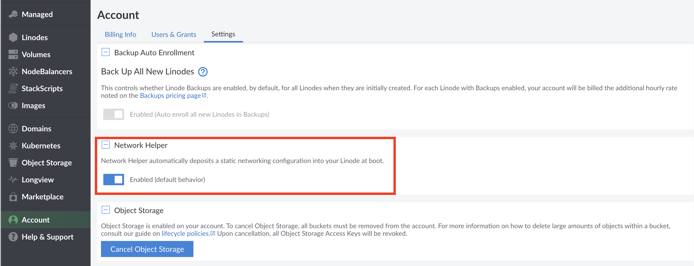 Managed
Linodes
Volumes
NodeBalancers
StackScripts
Images
Domains
Kubernetes
Object Storage
Longview
Marketplace
Account
Help & Support
Account
Billing Info
Users & Grants
Settings
Backup Auto Enrollment
Back Up All New Linodes
This controls whether Linode Backups are enabled, by default, for all Linodes when they are initially created. For each Linode with Backups enabled, your account will be billed the additional hourly rate
noted on the Backups pricing page.
Enabled (Auto enroll all new Linodes in Backups)
Network Helper
Network Helper automatically deposits a static networking configuration into your Linode at boot.
Enabled (default behavior)
Object Storage
Object Storage is enabled on your account. To cancel Object Storage, all buckets must be removed from the account. For more information on how to delete large amounts of objects within a bucket,
consult our guide on lifecycle policies. Upon cancellation, all Object Storage Access Keys will be revoked.
Cancel Object Storage